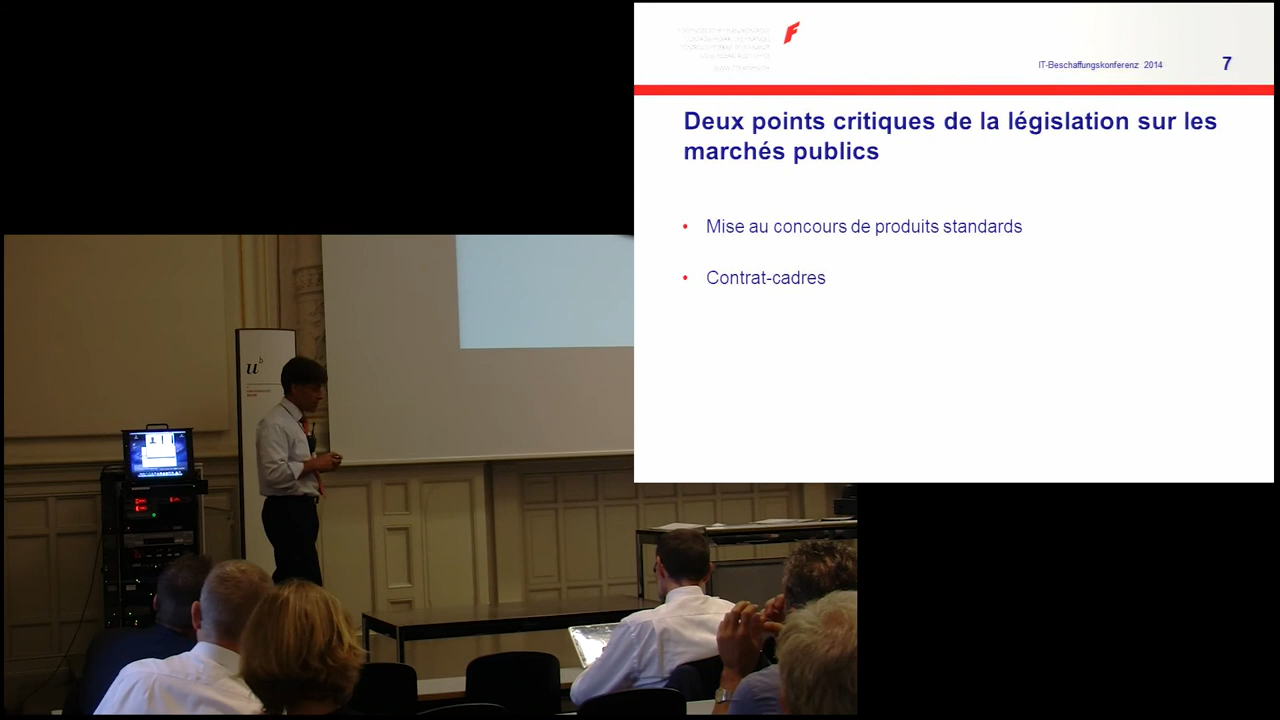 IT-Beschaffungskonferenz 2014
7
Deux points critiques de la législation sur les
marchés publics
• Mise au concours de produits standards
• Contrat-cadres
u b